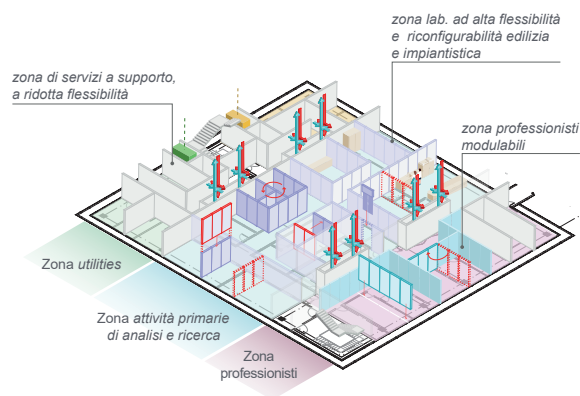 zona lab. ad alta flessibilità
e riconfigurabilità edilizia
e impiantistica
zona di servizi a supporto,
a ridotta flessibilità
zona professionisti
modulabili
Zona utilities
Zona attività primarie
di analisi e ricerca
Zona
professionisti